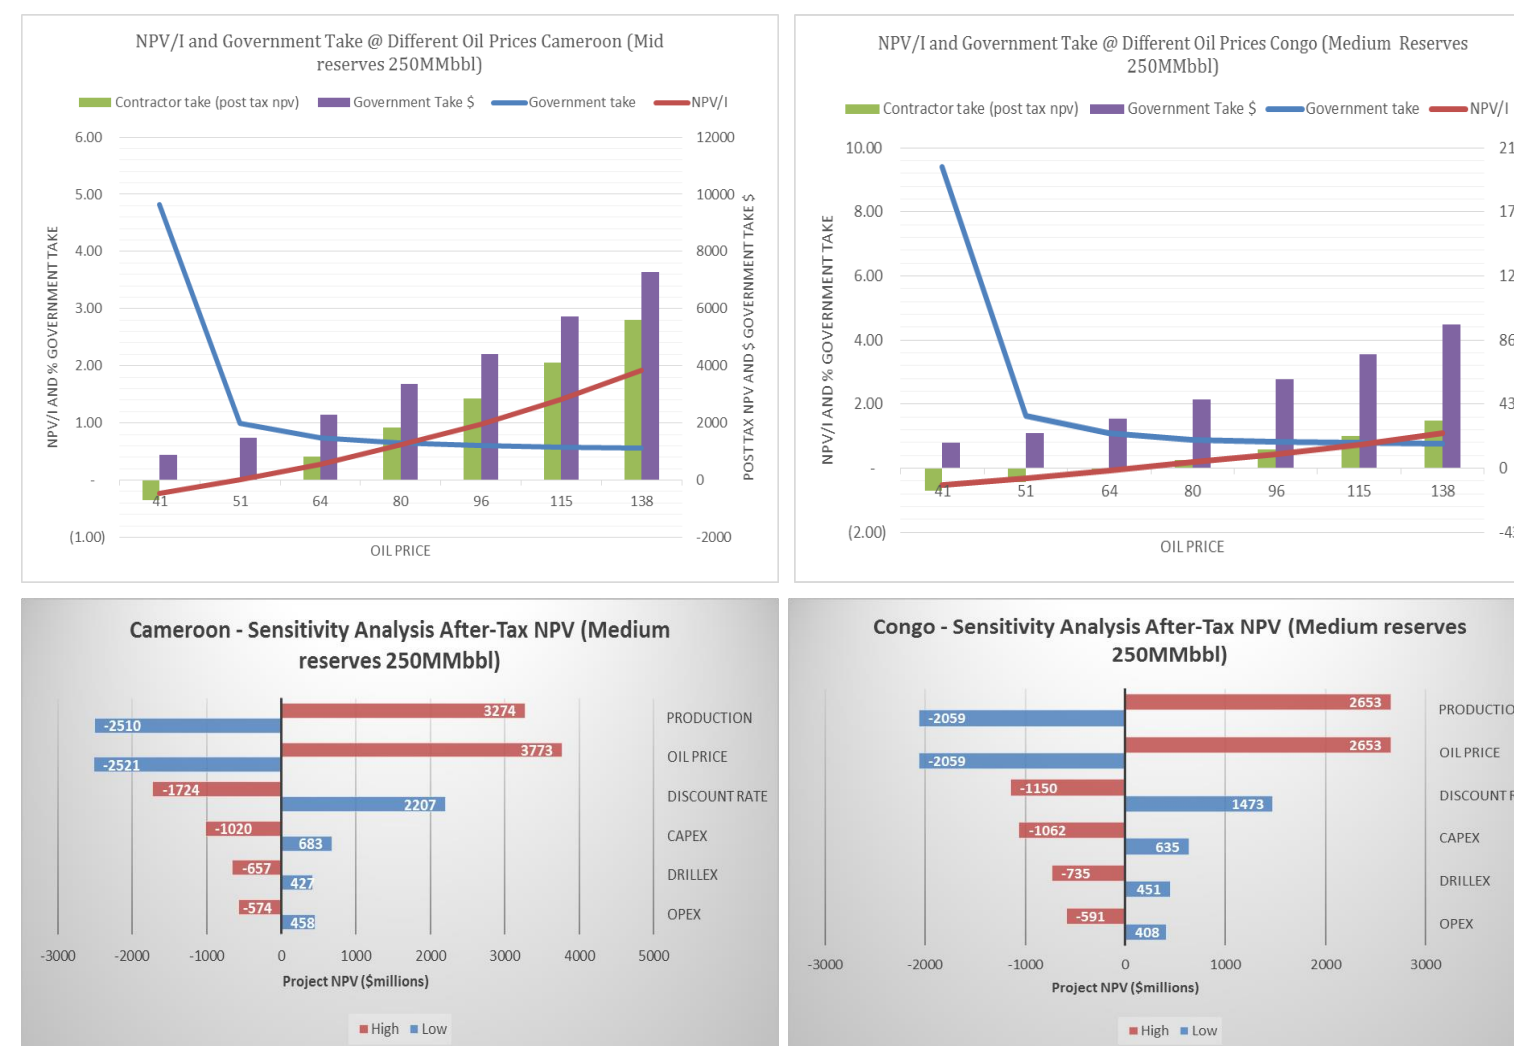 NPV/I and Government Take @ Different Oil Prices Cameroon (Mid
reserves 250MMbbl)
Contractor take (post tax npv) Government Take $ Government take NPV/I
6.00
5.00
4.00
3.00
2.00
1.00
-
(1.00)
NPV/I AND % GOVERNMENT TAKE
12000
10000
8000
6000
4000
2000
0
-2000
POST TAX NPV AND $ GOVERNMENT TAKE $
41 51 64 80 96 115 138
OIL PRICE
NPV/I and Government Take @ Different Oil Prices Congo (Medium Reserves
250MMbbl)
Contractor take (post tax npv) Government Take $ Government take NPV/I
10.00
8.00
6.00
4.00
2.00
-
(2.00)
NPV/I AND % GOVERNMENT TAKE
21
17
12
86
43
0
41 51 64 80 96 115 138
OIL PRICE
Cameroon - Sensitivity Analysis After-Tax NPV (Medium
reserves 250MMbbl)
3274
-2510
PRODUCTION
3773
-2521
OIL PRICE
-1724
2207
DISCOUNT RATE
-1020
683
CAPEX
-657
427
DRILLEX
-574
458
OPEX
-3000 -2000 -1000 0 1000 2000 3000 4000 5000
Project NPV ($millions)
High Low
Congo - Sensitivity Analysis After-Tax NPV (Medium reserves
250MMbbl)
2653
-2059
PRODUCTIO
2653
-2059
OIL PRICE
-1150
1473
DISCOUNT R
-1062
635
CAPEX
-735
451
DRILLEX
-591
408
OPEX
-3000 -2000 -1000 0 1000 2000 3000
Project NPV ($millions)
High Low